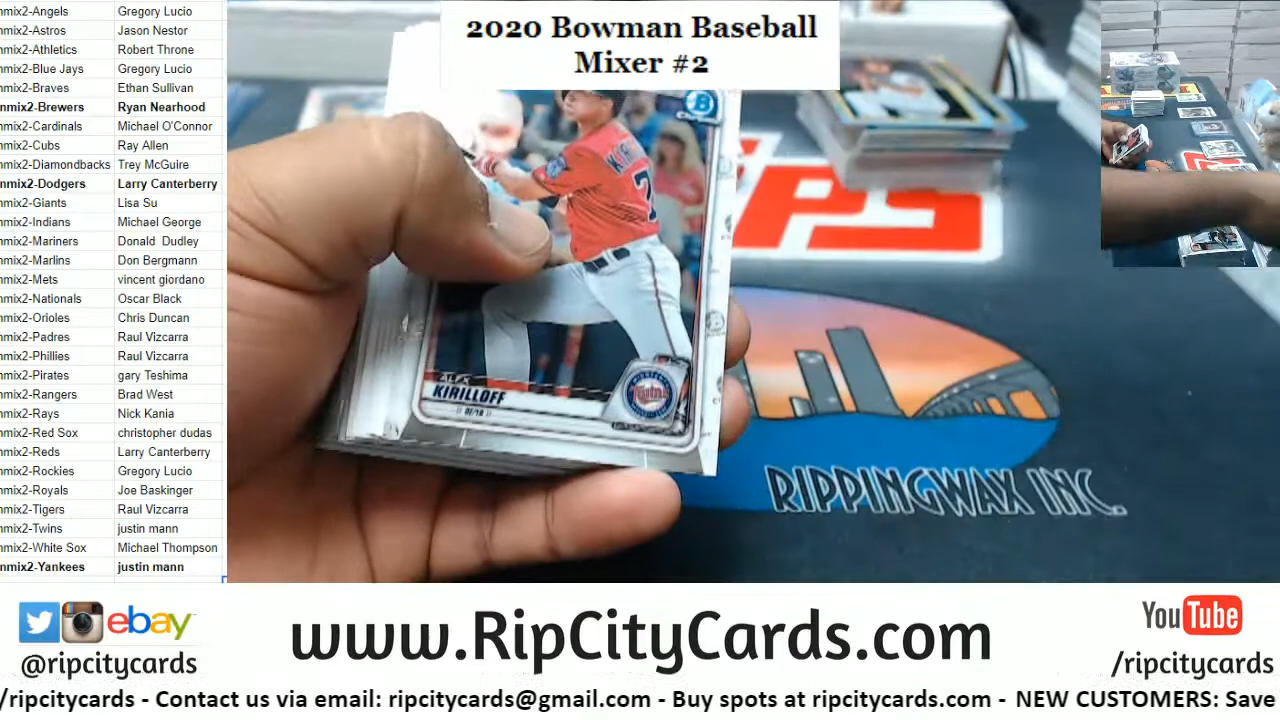 2020 Bowman Baseball
Mixer #2
nmix2-Angels Gregory Lucio
nmix2-Astros Jason Nestor
nmix2-Athletics Robert Throne
nmix2-Blue Jays Gregory Lucio
nmix2-Braves Ethan Sullivan
nmix2-Brewers Ryan Nearhood
nmix2-Cardinals Michael O'Connor
nmix2-Cubs Ray Allen
nmix2-Diamondbacks Trey McGuire
nmix2-Dodgers Larry Canterberry
nmix2-Giants Lisa Su
nmix2-Indians Michael George
nmix2-Mariners Donald Dudley
nmix2-Marlins Don Bergmann
nmix2-Mets vincent giordano
nmix2-Nationals Oscar Black
nmix2-Orioles Chris Duncan
nmix2-Padres Raul Vizcarra
nmix2-Phillies Raul Vizcarra
nmix2-Pirates gary Teshima
nmix2-Rangers Brad West
nmix2-Rays Nick Kania
nmix2-Red Sox christopher dudas
nmix2-Reds Larry Canterberry
nmix2-Rockies Gregory Lucio
nmix2-Royals Joe Baskinger
nmix2-Tigers Raul Vizcarra
nmix2-Twins justin mann
nmix2-White Sox Michael Thompson
nmix2-Yankees justin mann
ALEX
KIRILLOFF
OF/1B
Twins
RIPPINGWAX INC.
ebay
@ripcitycards
www.RipCityCards.com
YouTube
/ripcitycards
/ripcitycards - Contact us via email: ripcitycards@gmail.com - Buy spots at ripcitycards.com - NEW CUSTOMERS: Save